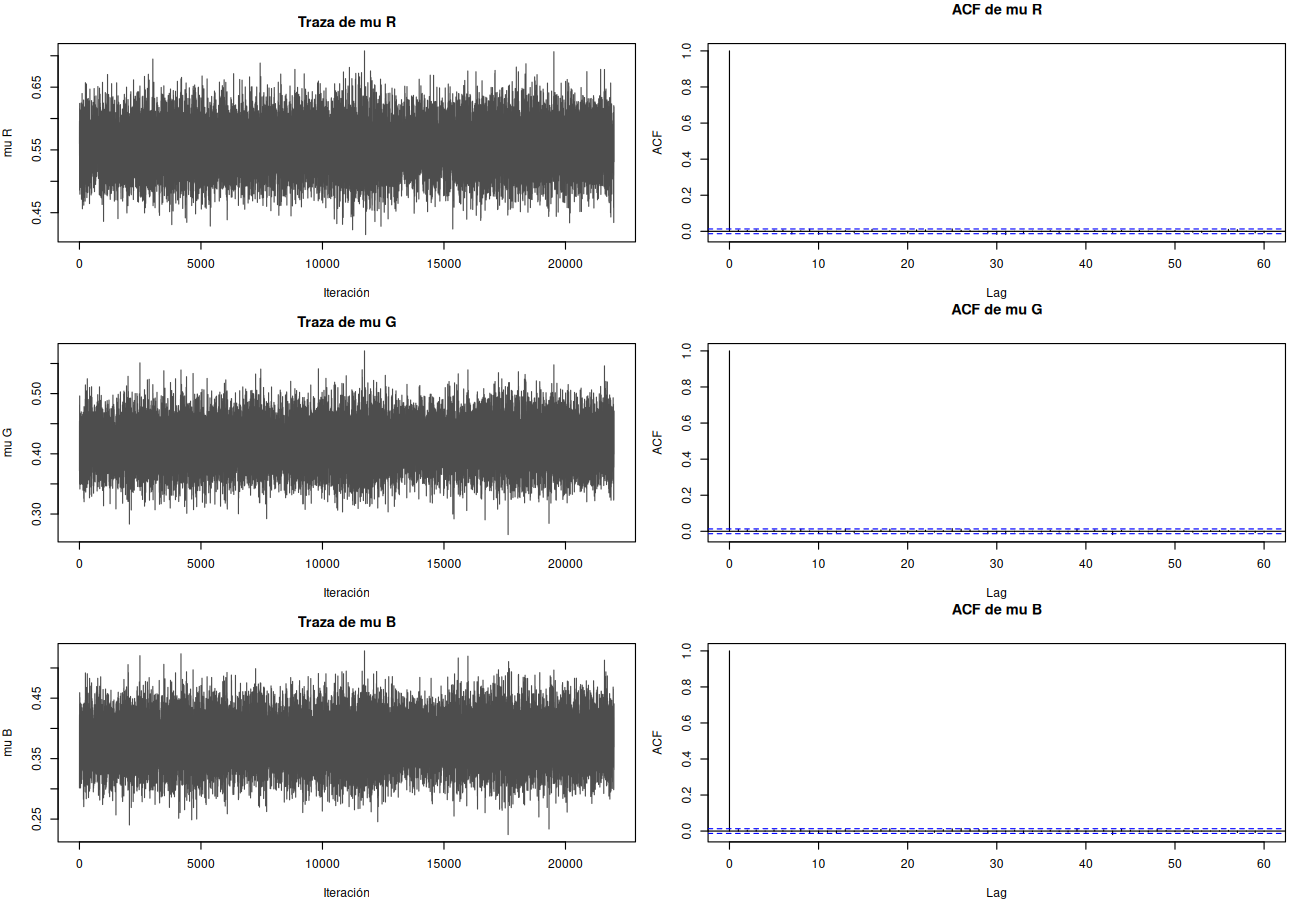 Traza de mu R
mu R
0.45 0.55 0.65
0 5000 10000 15000 20000
Iteración
ACF de mu R
ACF
0.0 0.2 0.4 0.6 0.8 1.0
0 10 20 30 40 50 60
Lag
Traza de mu G
mu G
0.30 0.40 0.50
0 5000 10000 15000 20000
Iteración
ACF de mu G
ACF
0.0 0.2 0.4 0.6 0.8 1.0
0 10 20 30 40 50 60
Lag
Traza de mu B
mu B
0.25 0.35 0.45
0 5000 10000 15000 20000
Iteración
ACF de mu B
ACF
0.0 0.2 0.4 0.6 0.8 1.0
0 10 20 30 40 50 60
Lag